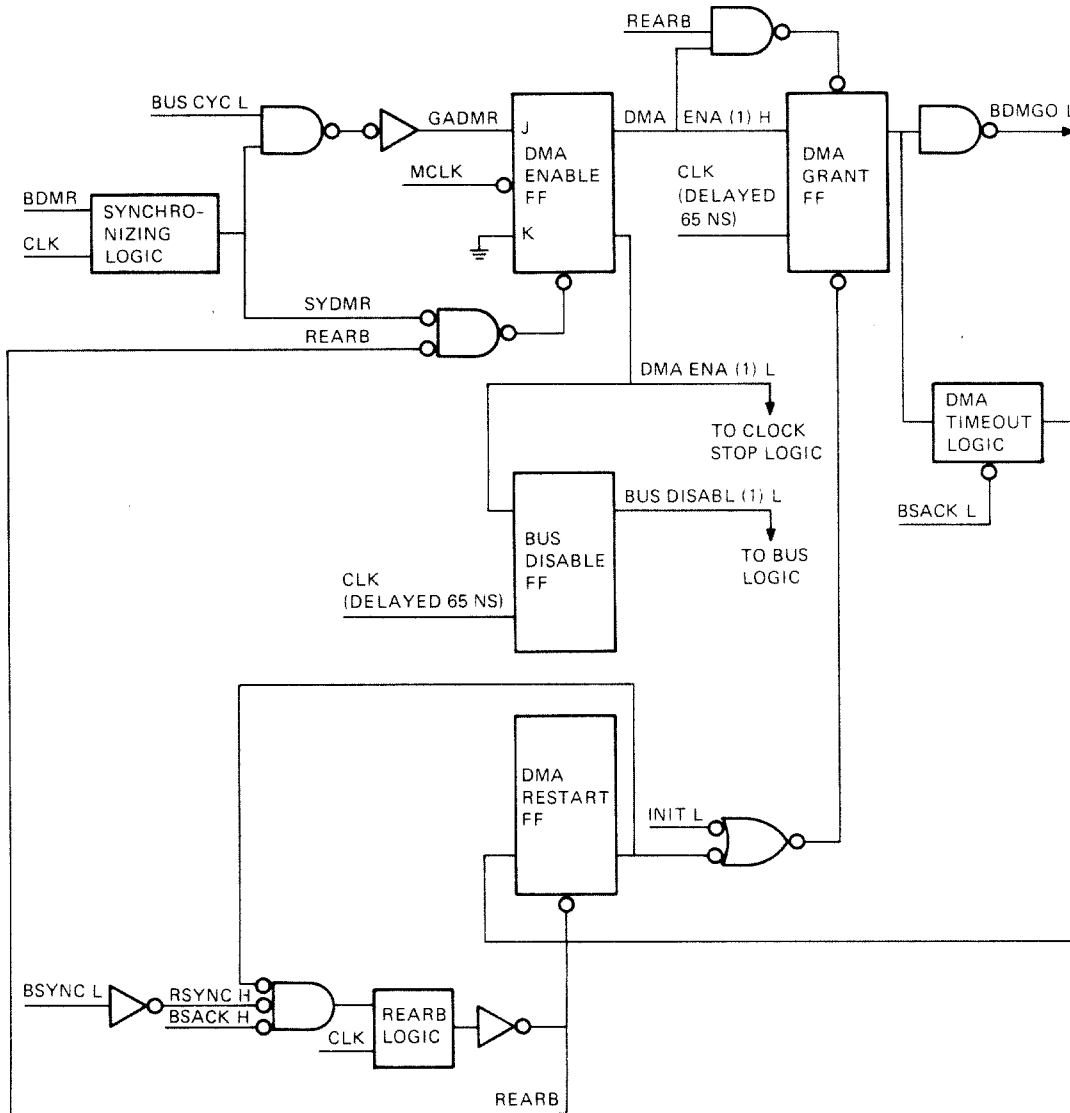 REARB
BUS CYC L
GADMR
J
DMA
ENABLE
FF
K
MCLK
DMA ENA (1) H
CLK
(DELAYED
65 NS)
DMA
GRANT
FF
BDMGO L
BDMR
CLK
SYNCHRO-
NIZING
LOGIC
SYDMR
REARB
DMA ENA (1) L
TO CLOCK
STOP LOGIC
DMA
TIMEOUT
LOGIC
BSACK L
BUS
DISABLE
FF
BUS DISABL (1) L
TO BUS
LOGIC
CLK
(DELAYED 65 NS)
DMA
RESTART
FF
INIT L
BSYNC L
RSYNC H
BSACK H
REARB
LOGIC
CLK
REARB